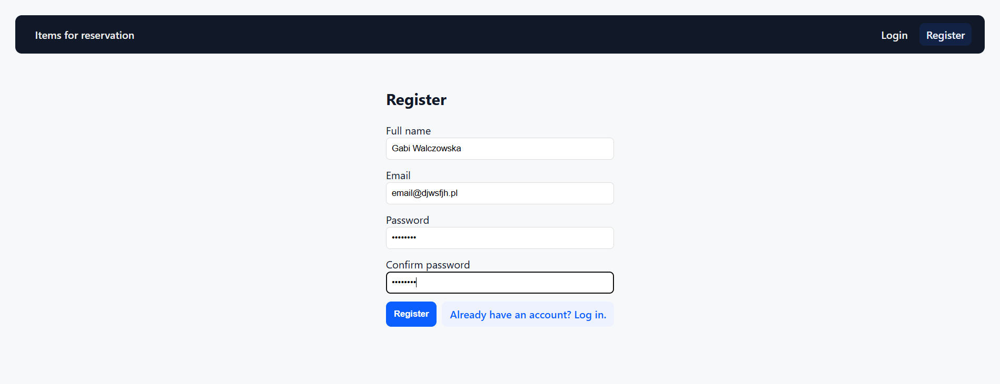 Items for reservation Login Register
Register
Full name
Gabi Walczowska
Email
email@djwsfjh.pl
Password
••••••••
Confirm password
••••••••
Register Already have an account? Log in.